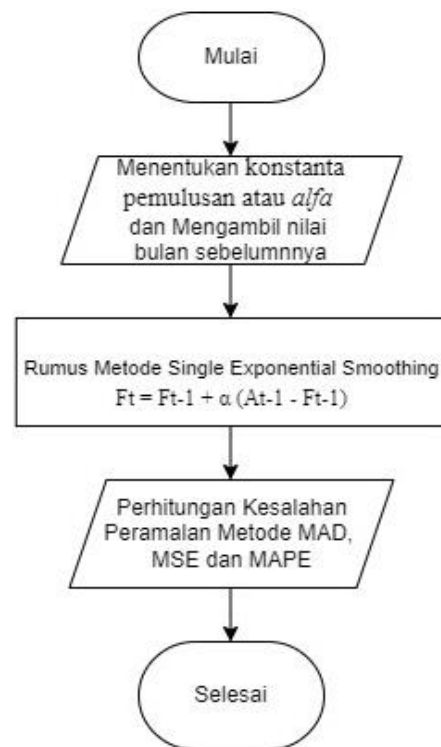 Mulai
Menentukan konstanta
pemulusan atau alfa
dan Mengambil nilai
bulan sebelumnnya
Rumus Metode Single Exponential Smoothing
Ft = Ft-1 + α (At-1 - Ft-1)
Perhitungan Kesalahan
Peramalan Metode MAD,
MSE dan MAPE
Selesai